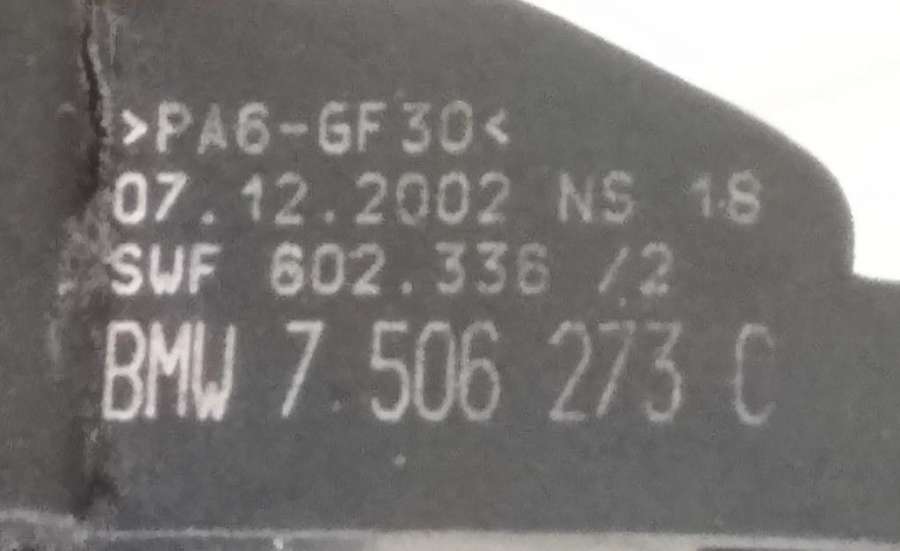 >PA6-GF30<
07.12.2002 NS 18
SWF 602.336 /2
BMW 7 506 273 C